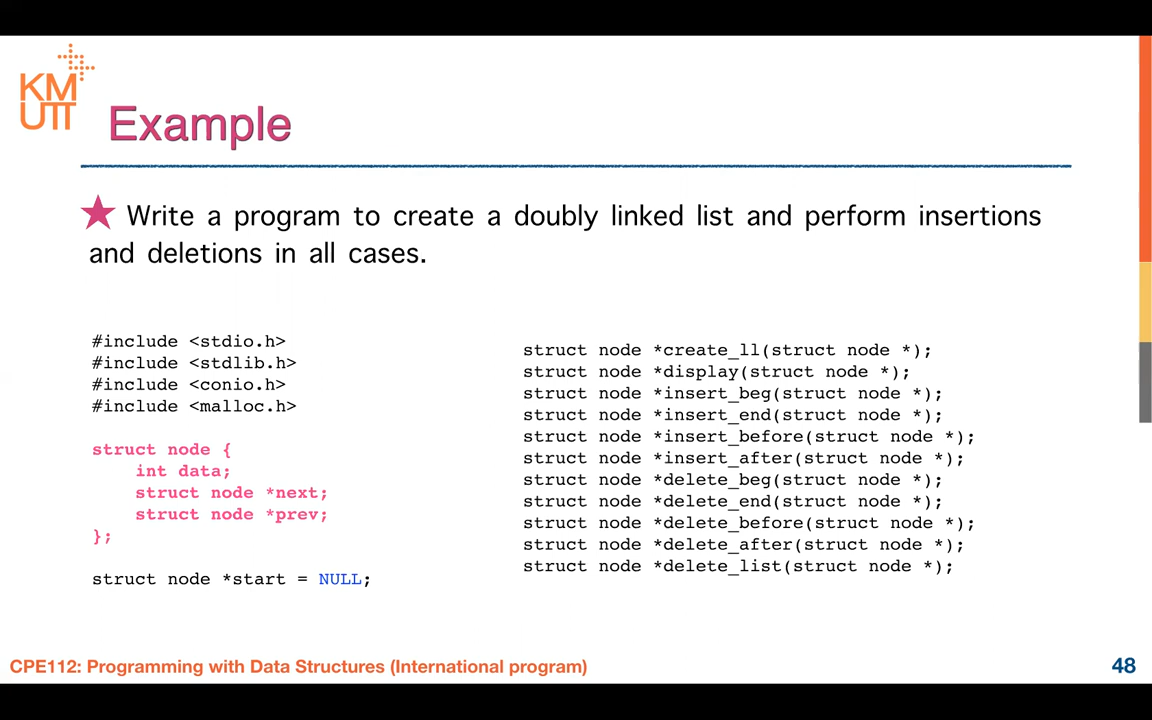 KM
UTT
Example
Write a program to create a doubly linked list and perform insertions
and deletions in all cases.
#include <stdio.h>
#include <stdlib.h>
#include <conio.h>
#include <malloc.h>
struct node {
    int data;
    struct node *next;
    struct node *prev;
};
struct node *start = NULL;
struct node *create_ll(struct node *);
struct node *display(struct node *);
struct node *insert_beg(struct node *);
struct node *insert_end(struct node *);
struct node *insert_before(struct node *);
struct node *insert_after(struct node *);
struct node *delete_beg(struct node *);
struct node *delete_end(struct node *);
struct node *delete_before(struct node *);
struct node *delete_after(struct node *);
struct node *delete_list(struct node *);
CPE112: Programming with Data Structures (International program)
48